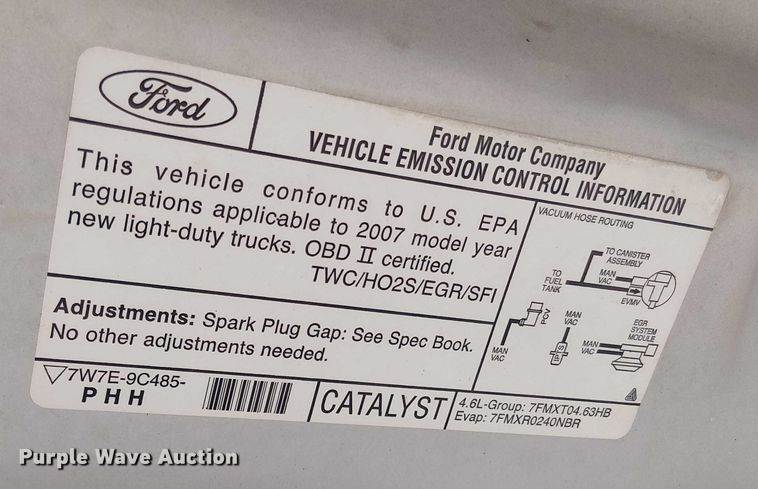 Ford
Ford Motor Company
VEHICLE EMISSION CONTROL INFORMATION
This vehicle conforms to U.S. EPA
regulations applicable to 2007 model year
new light-duty trucks. OBD II certified.
TWC/HO2S/EGR/SFI
Adjustments: Spark Plug Gap: See Spec Book.
No other adjustments needed.
7W7E-9C485-
PHH
CATALYST
VACUUM HOSE ROUTING
TO CANISTER
ASSEMBLY
TO
FUEL
TANK
MAN
VAC
EVMV
PCV
MAN
VAC
MAN
VAC
FPS
MAN
VAC
EGR
SYSTEM
MODULE
4.6L-Group: 7FMXT04.63HB
Evap: 7FMXR0240NBR
Purple Wave Auction